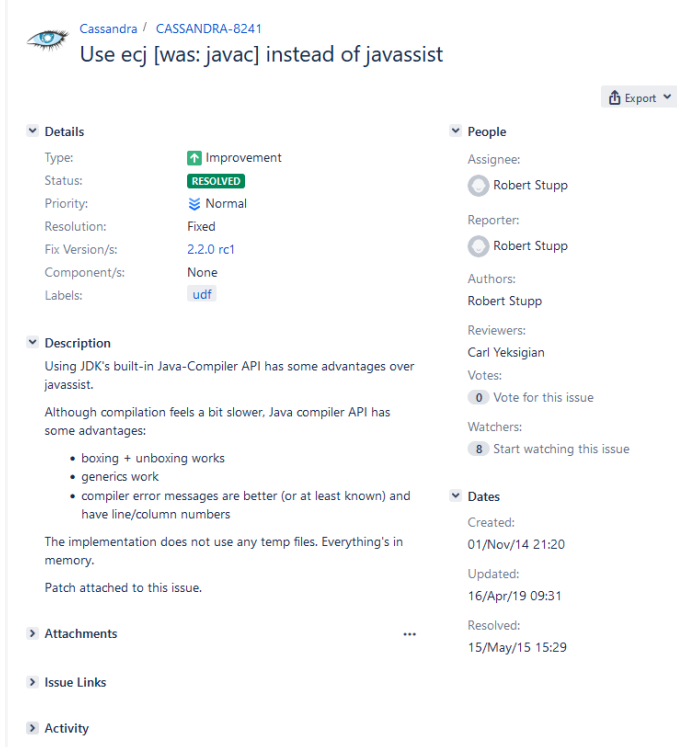 Cassandra / CASSANDRA-8241
Use ecj [was: javac] instead of javassist
Export
Details
Type: Improvement
Status: RESOLVED
Priority: Normal
Resolution: Fixed
Fix Version/s: 2.2.0 rc1
Component/s: None
Labels: udf
Description
Using JDK's built-in Java-Compiler API has some advantages over
javassist.
Although compilation feels a bit slower, Java compiler API has
some advantages:
• boxing + unboxing works
• generics work
• compiler error messages are better (or at least known) and
have line/column numbers
The implementation does not use any temp files. Everything's in
memory.
Patch attached to this issue.
Attachments
Issue Links
Activity
People
Assignee:
Robert Stupp
Reporter:
Robert Stupp
Authors:
Robert Stupp
Reviewers:
Carl Yeksigian
Votes:
0 Vote for this issue
Watchers:
8 Start watching this issue
Dates
Created:
01/Nov/14 21:20
Updated:
16/Apr/19 09:31
Resolved:
15/May/15 15:29